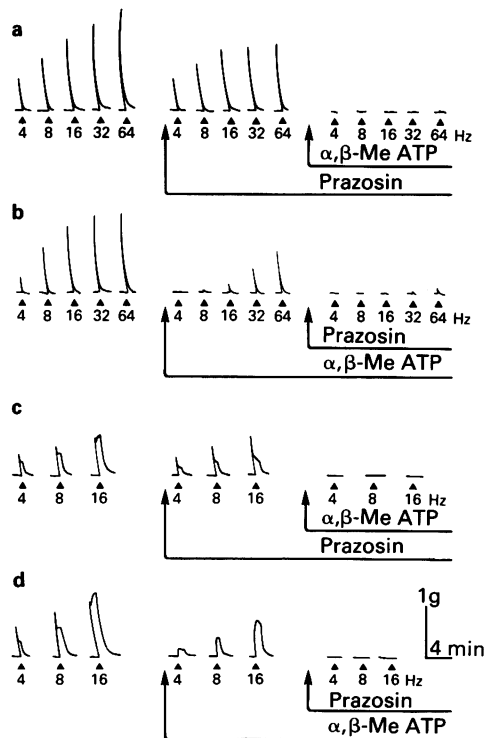 a
4 8 16 32 64 4 8 16 32 64 4 8 16 32 64 Hz
α,β-Me ATP
Prazosin
b
4 8 16 32 64 4 8 16 32 64 4 8 16 32 64 Hz
Prazosin
α,β-Me ATP
c
4 8 16 4 8 16 4 8 16 Hz
α,β-Me ATP
Prazosin
d
1g
4 min
4 8 16 4 8 16 4 8 16 Hz
Prazosin
α,β-Me ATP